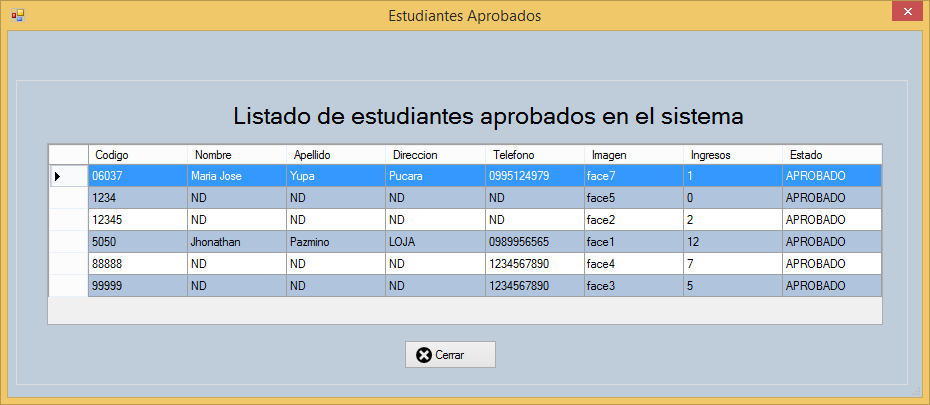 Estudiantes Aprobados
Listado de estudiantes aprobados en el sistema
Codigo Nombre Apellido Direccion Telefono Imagen Ingresos Estado
06037 Maria Jose Yupa Pucara 0995124979 face7 1 APROBADO
1234 ND ND ND ND face5 0 APROBADO
12345 ND ND ND ND face2 2 APROBADO
5050 Jhonathan Pazmino LOJA 0989956565 face1 12 APROBADO
88888 ND ND ND 1234567890 face4 7 APROBADO
99999 ND ND ND 1234567890 face3 5 APROBADO
Cerrar